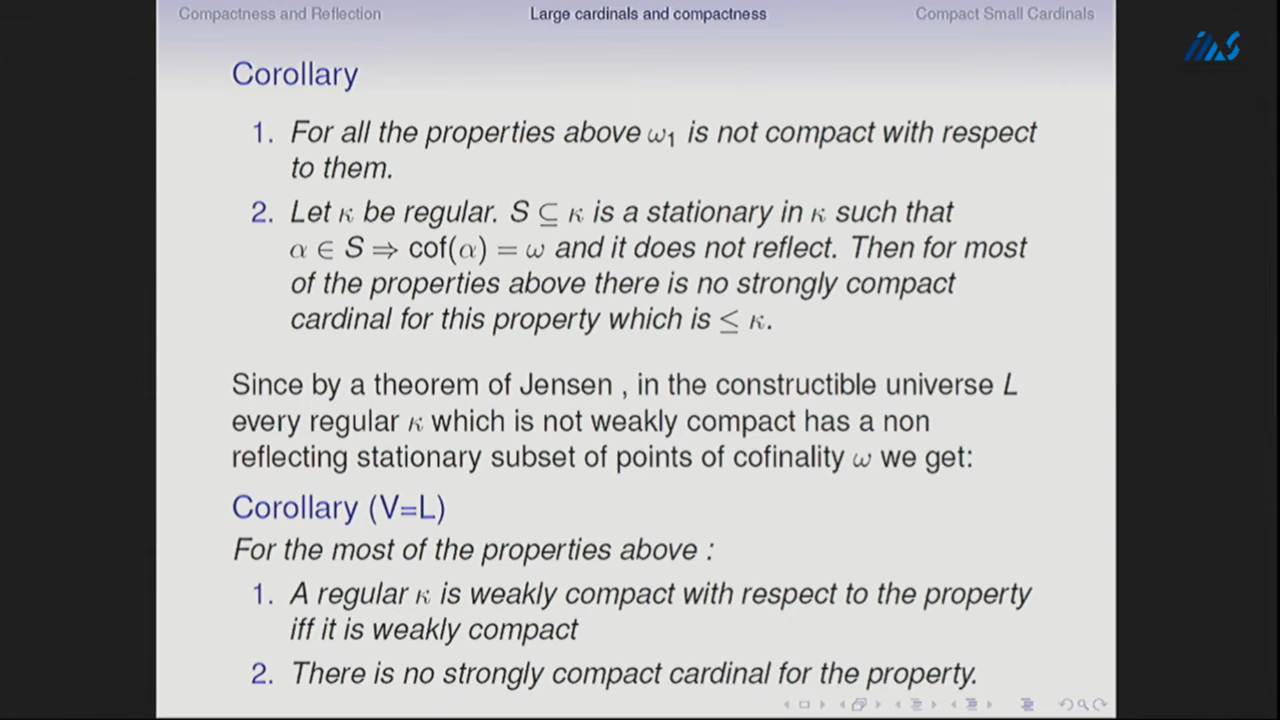 Compactness and Reflection Large cardinals and compactness Compact Small Cardinals
IMS
Corollary
1. For all the properties above ω₁ is not compact with respect
to them.
2. Let κ be regular. S ⊆ κ is a stationary in κ such that
α ∈ S ⇒ cof(α) = ω and it does not reflect. Then for most
of the properties above there is no strongly compact
cardinal for this property which is ≤ κ.
Since by a theorem of Jensen , in the constructible universe L
every regular κ which is not weakly compact has a non
reflecting stationary subset of points of cofinality ω we get:
Corollary (V=L)
For the most of the properties above :
1. A regular κ is weakly compact with respect to the property
iff it is weakly compact
2. There is no strongly compact cardinal for the property.